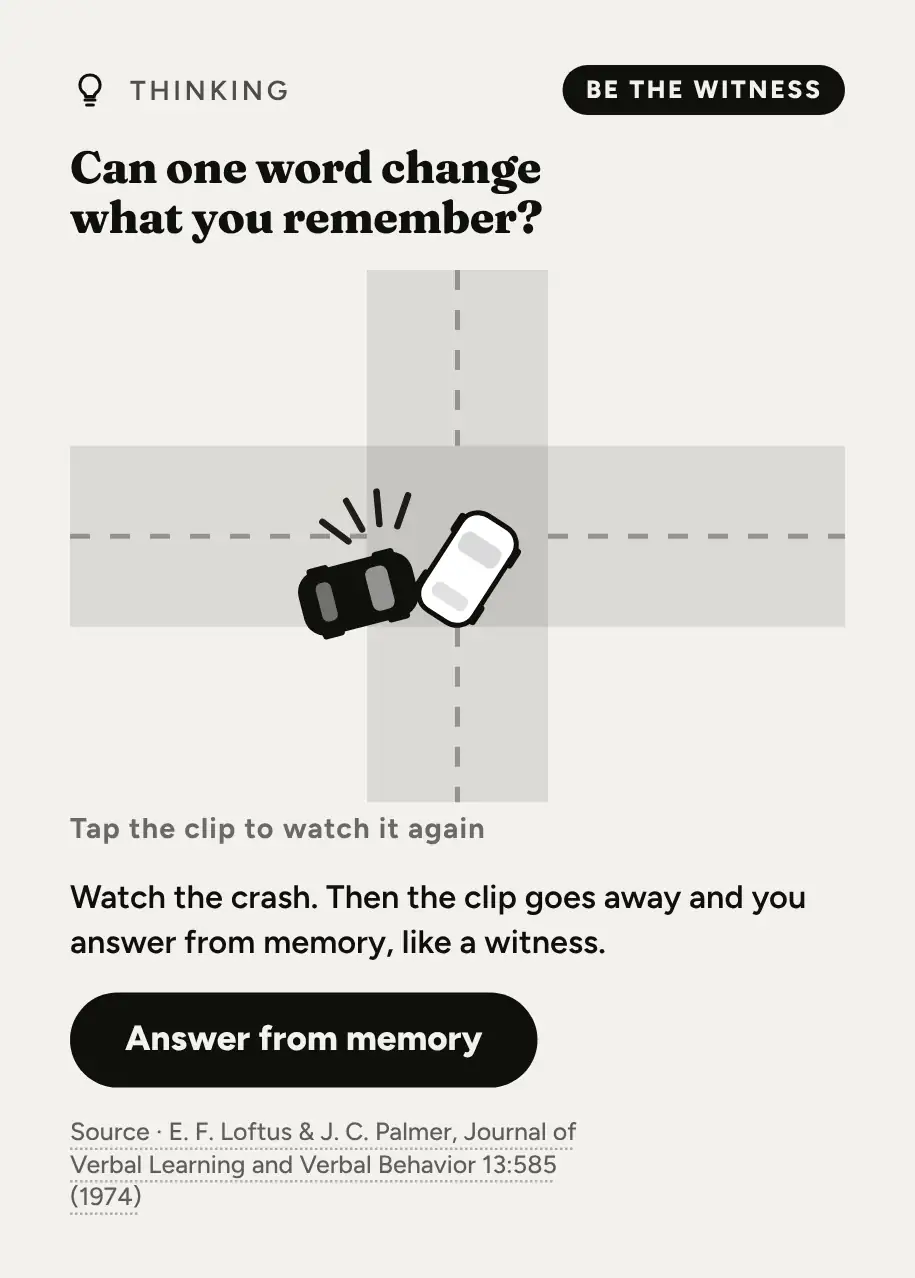 THINKING
BE THE WITNESS
Can one word change
what you remember?
Tap the clip to watch it again
Watch the crash. Then the clip goes away and you
answer from memory, like a witness.
Answer from memory
Source · E. F. Loftus & J. C. Palmer, Journal of
Verbal Learning and Verbal Behavior 13:585
(1974)